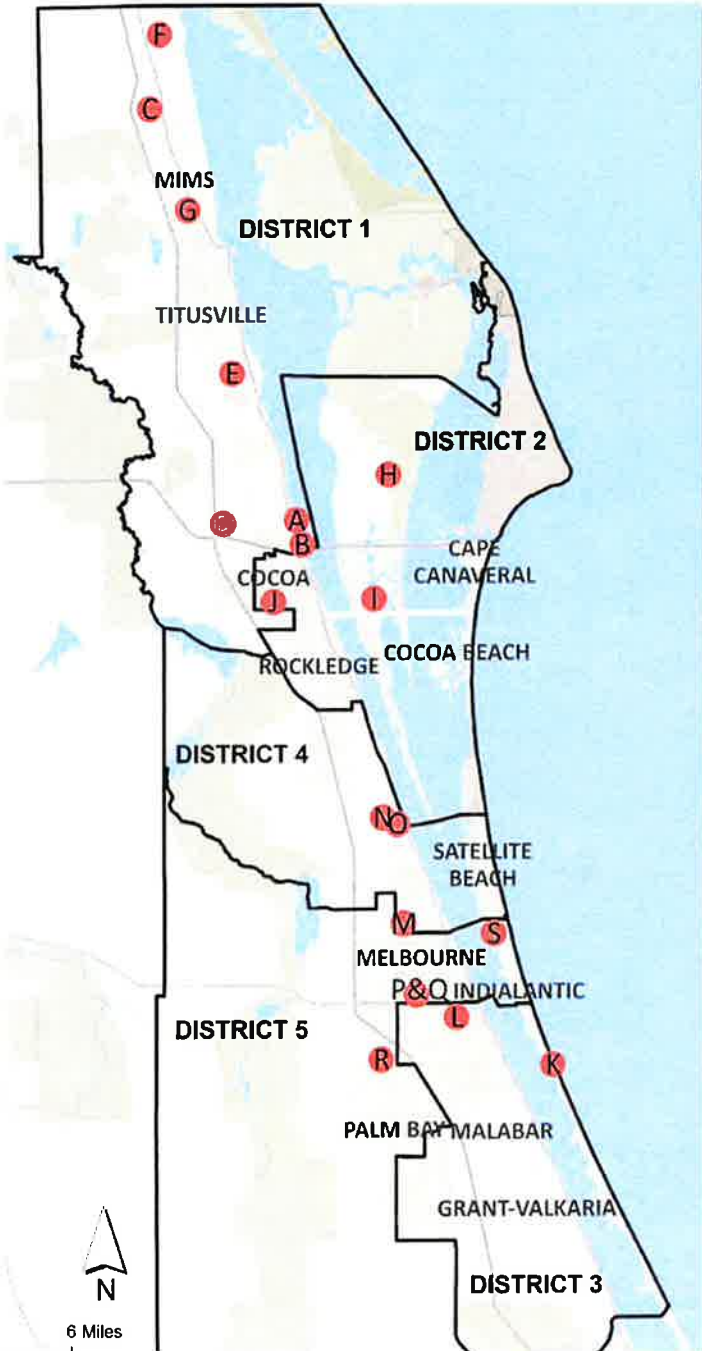 F
C
MIMS
G
DISTRICT 1
TITUSVILLE
E
DISTRICT 2
H
A
B
CAPE
CANAVERAL
COCOA
J
I
ROCKLEDGE
COCOA BEACH
DISTRICT 4
N
O
SATELLITE
BEACH
M
S
MELBOURNE
P&Q
INDIALANTIC
L
DISTRICT 5
R
K
PALM BAY
MALABAR
GRANT-VALKARIA
DISTRICT 3
N
6 Miles